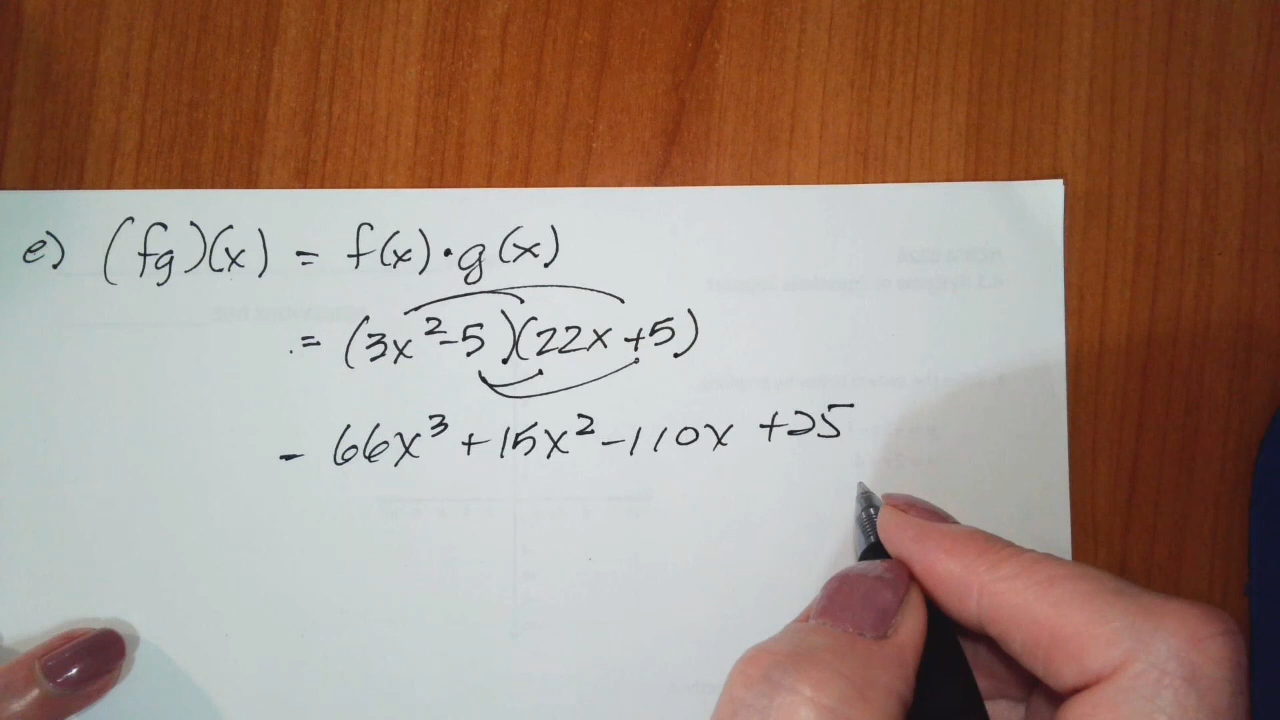 e) (fg)(x) = f(x)·g(x)
= (3x²-5)(22x+5)
- 66x³ +15x² -110x +25